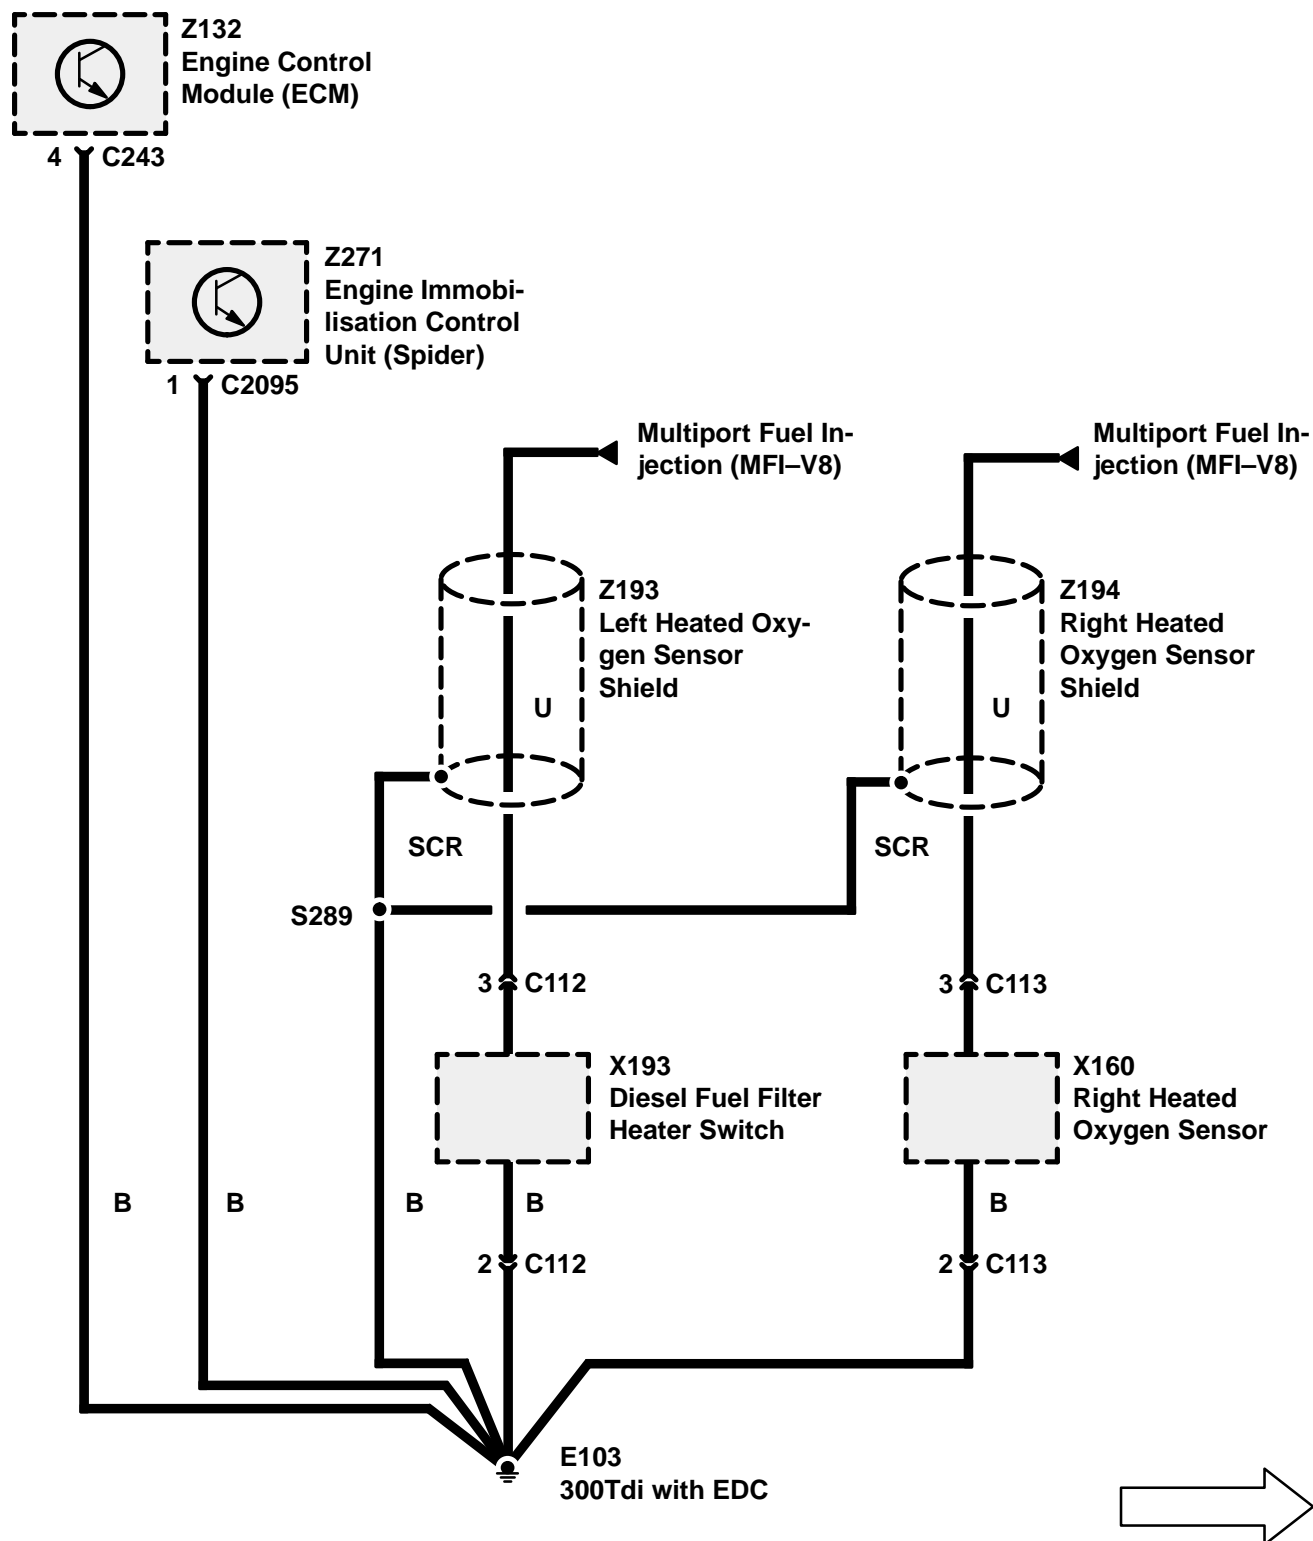 Z132
Engine Control
Module (ECM)
4 C243
Z271
Engine Immobi-
lisation Control
Unit (Spider)
1 C2095
Multiport Fuel In-
jection (MFI–V8)
Multiport Fuel In-
jection (MFI–V8)
Z193
Left Heated Oxy-
gen Sensor
Shield
Z194
Right Heated
Oxygen Sensor
Shield
U
U
SCR
SCR
S289
3 C112
3 C113
X193
Diesel Fuel Filter
Heater Switch
X160
Right Heated
Oxygen Sensor
B
B
B
B
B
2 C112
2 C113
E103
300Tdi with EDC